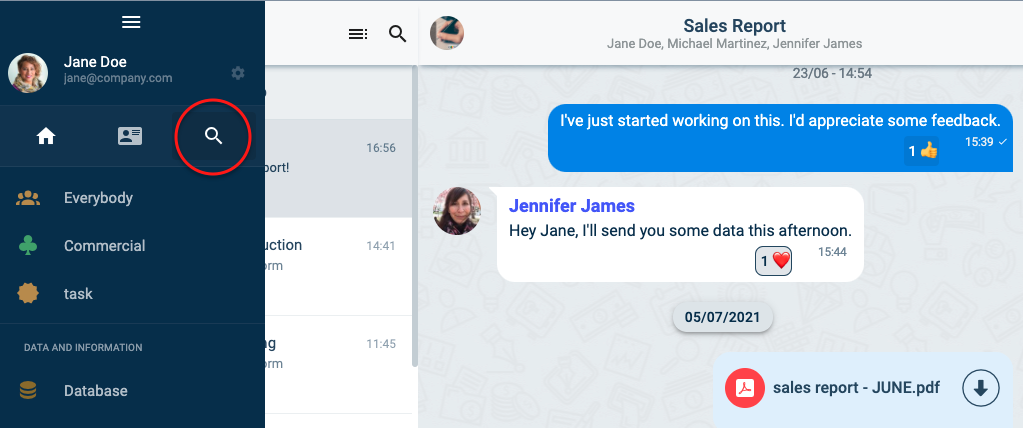 Jane Doe
jane@company.com
Everybody
Commercial
task
DATA AND INFORMATION
Database
16:56
port!
uction
14:41
orm
11:45
Sales Report
Jane Doe, Michael Martinez, Jennifer James
23/06 - 14:54
I've just started working on this. I'd appreciate some feedback.
1 👍
15:39
Jennifer James
Hey Jane, I'll send you some data this afternoon.
1 ❤️
15:44
05/07/2021
sales report - JUNE.pdf